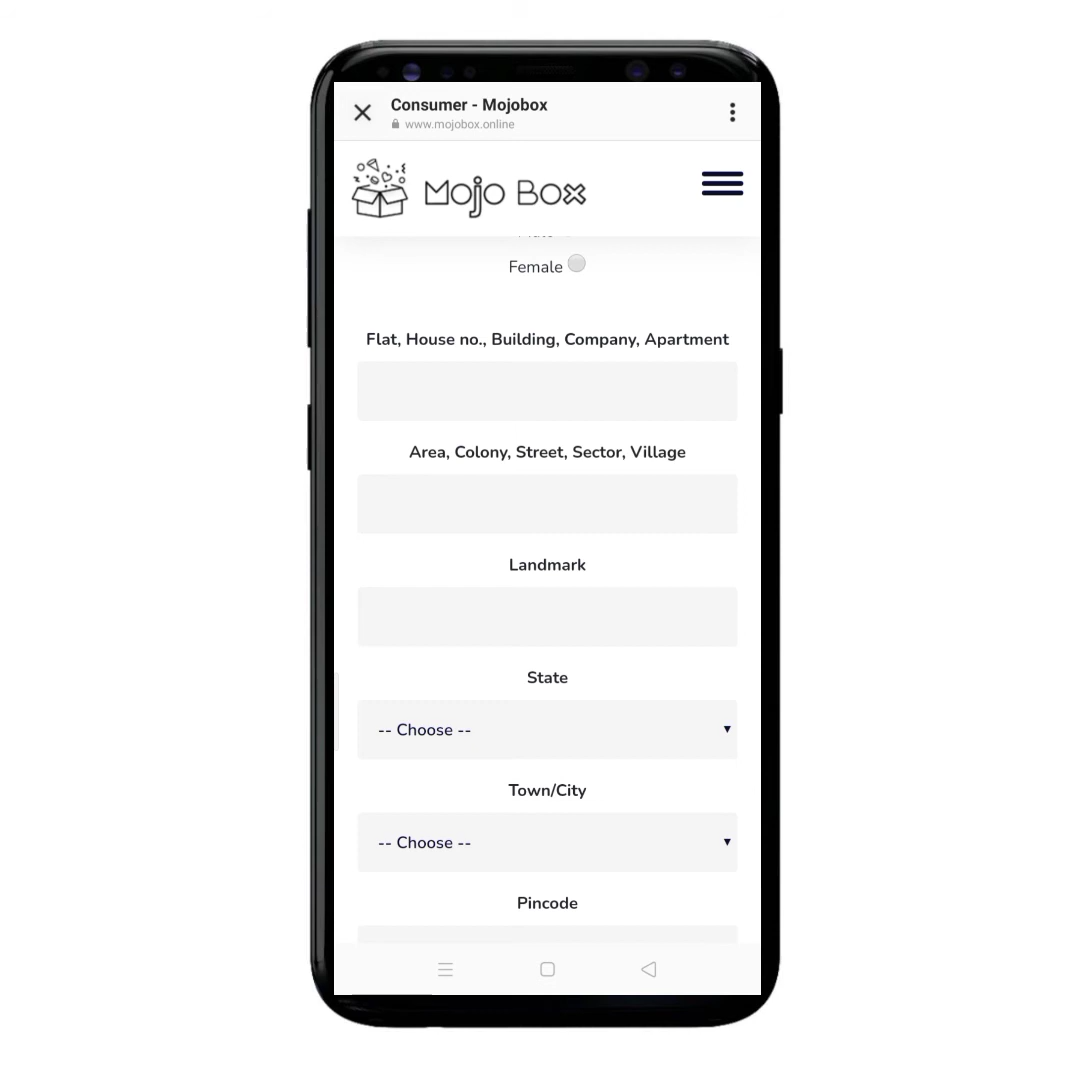 Consumer - Mojobox
www.mojobox.online
Mojo Box
Female
Flat, House no., Building, Company, Apartment
Area, Colony, Street, Sector, Village
Landmark
State
-- Choose --
Town/City
-- Choose --
Pincode